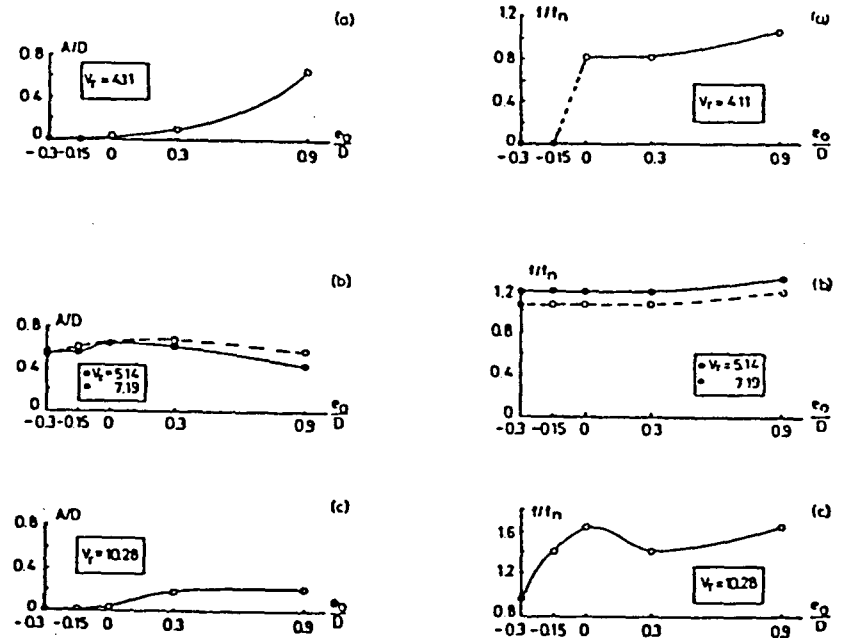 (a)
A/D
0.8
Vr = 4.11
0.4
0
-0.3 -0.15 0 0.3 0.9
e0/D
(a)
1.2
f/fn
0.8
Vr = 4.11
0.4
0
-0.3 -0.15 0 0.3 0.9
e0/D
(b)
A/D
0.8
0.4
Vr = 5.14
7.19
0
-0.3 -0.15 0 0.3 0.9
e0/D
f/fn
(b)
1.2
0.8
Vr = 5.14
7.19
0.4
0
-0.3 -0.15 0 0.3 0.9
e0/D
(c)
A/D
0.8
Vr = 10.28
0.4
0
-0.3 -0.15 0 0.3 0.9
e0/D
f/fn
(c)
1.6
1.2
Vr = 10.28
0.8
-0.3 -0.15 0 0.3 0.9
e0/D